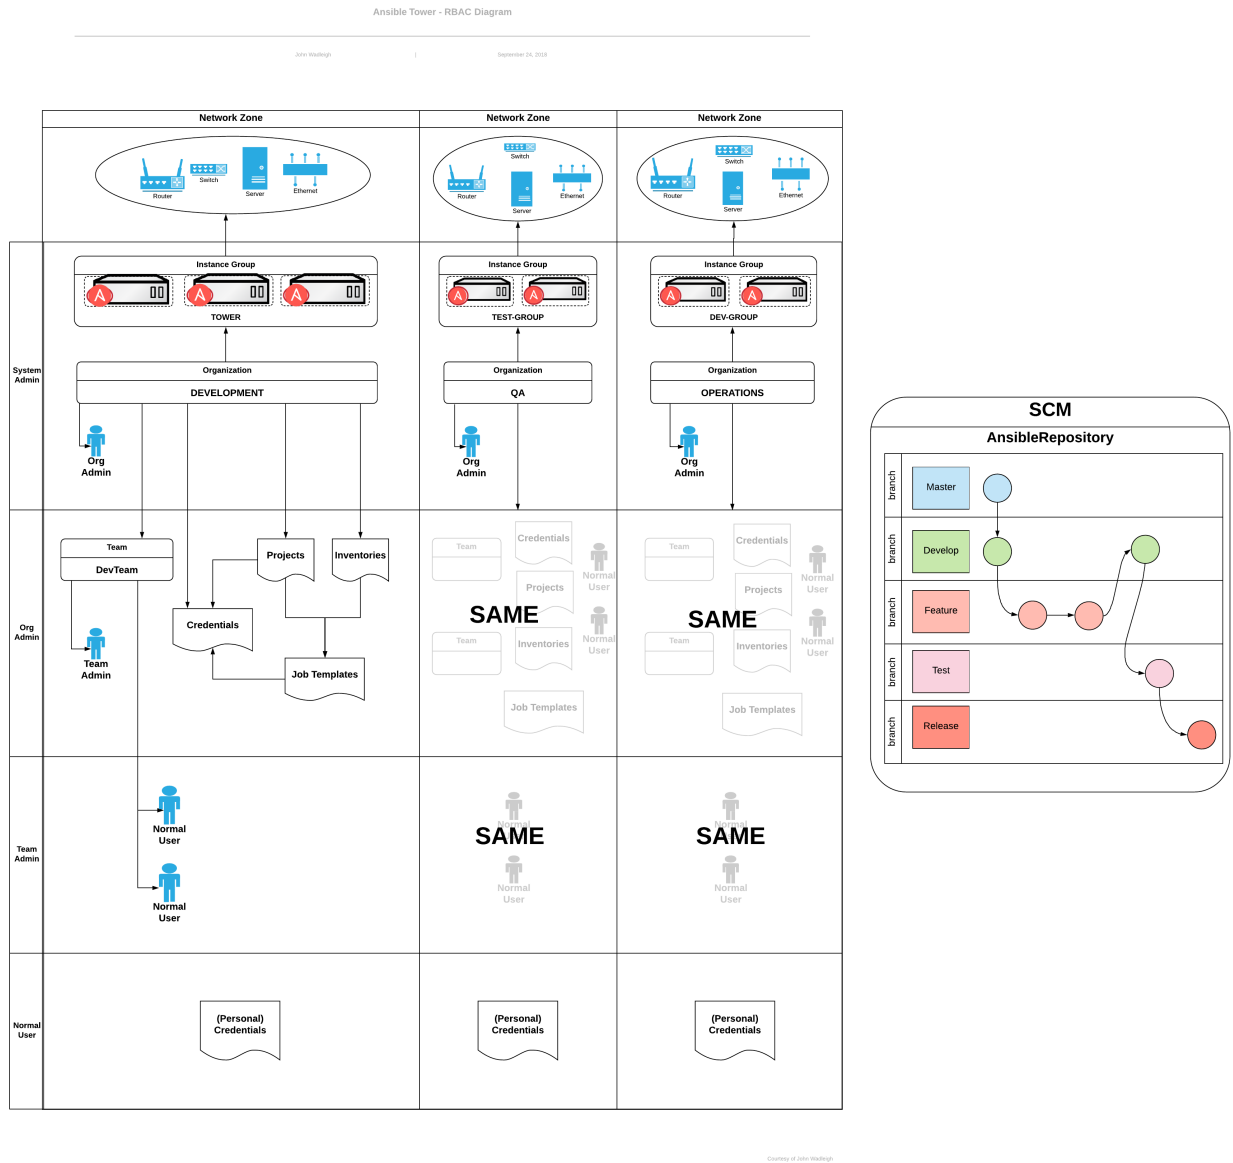 Ansible Tower - RBAC Diagram
John Wadleigh | September 24, 2018
Network Zone
Network Zone
Network Zone
Router
Switch
Server
Ethernet
Switch
Router
Server
Ethernet
Switch
Router
Server
Ethernet
System
Admin
Instance Group
TOWER
Instance Group
TEST-GROUP
Instance Group
DEV-GROUP
Organization
DEVELOPMENT
Organization
QA
Organization
OPERATIONS
Org
Admin
Org
Admin
Org
Admin
Org
Admin
Team
DevTeam
Projects
Inventories
Credentials
Team
Admin
Job Templates
Team
Credentials
Normal
User
Projects
SAME
Team
Inventories
Normal
User
Job Templates
Team
Credentials
Normal
User
Projects
SAME
Team
Inventories
Normal
User
Job Templates
Team
Admin
Normal
User
Normal
User
Normal
User
SAME
Normal
User
Normal
User
SAME
Normal
User
Normal
User
(Personal)
Credentials
(Personal)
Credentials
(Personal)
Credentials
SCM
AnsibleRepository
branch
Master
branch
Develop
branch
Feature
branch
Test
branch
Release
Courtesy of John Wadleigh